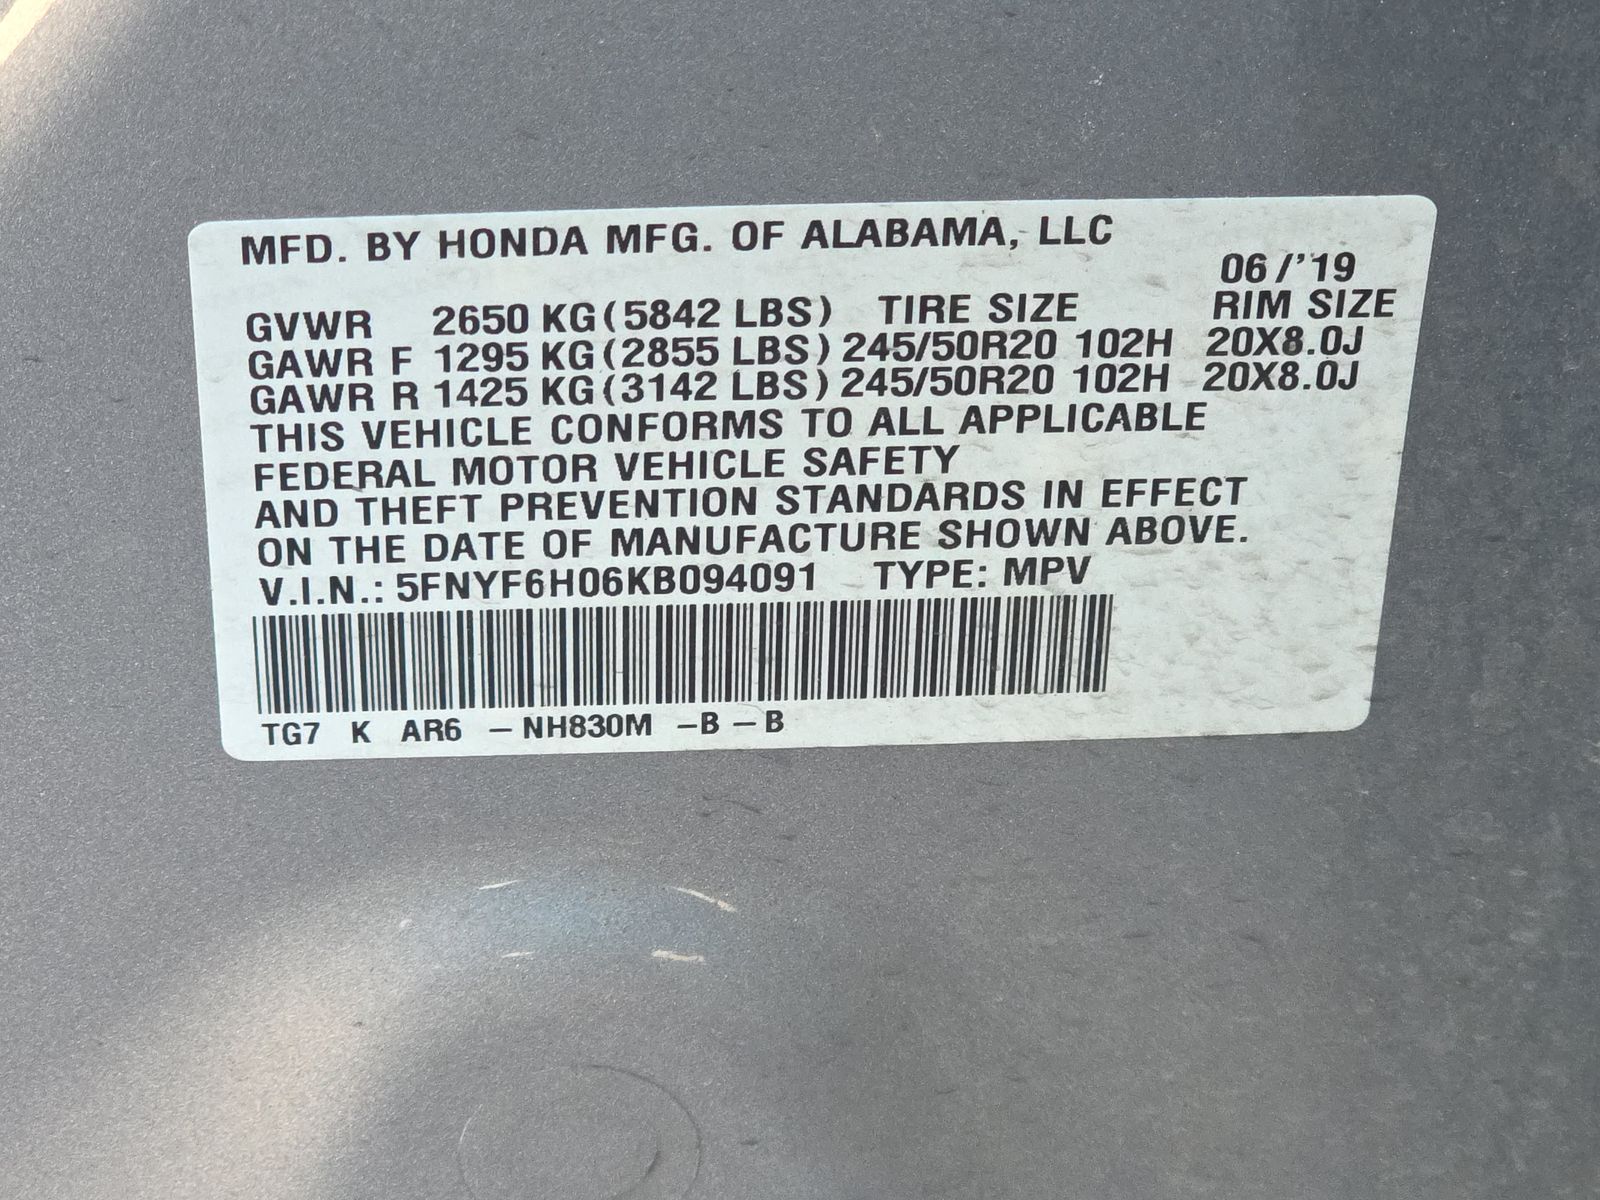 MFD. BY HONDA MFG. OF ALABAMA, LLC
06/'19
GVWR 2650 KG(5842 LBS) TIRE SIZE RIM SIZE
GAWR F 1295 KG(2855 LBS) 245/50R20 102H 20X8.0J
GAWR R 1425 KG(3142 LBS) 245/50R20 102H 20X8.0J
THIS VEHICLE CONFORMS TO ALL APPLICABLE
FEDERAL MOTOR VEHICLE SAFETY
AND THEFT PREVENTION STANDARDS IN EFFECT
ON THE DATE OF MANUFACTURE SHOWN ABOVE.
V.I.N.: 5FNYF6H06KB094091 TYPE: MPV
TG7 K AR6 – NH830M –B – B